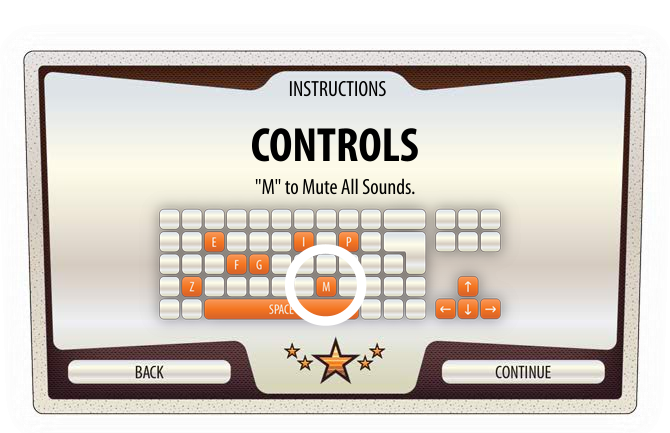 INSTRUCTIONS
CONTROLS
"M" to Mute All Sounds.
E I P
F G
Z M
↑
SPACE
← ↓ →
BACK
CONTINUE